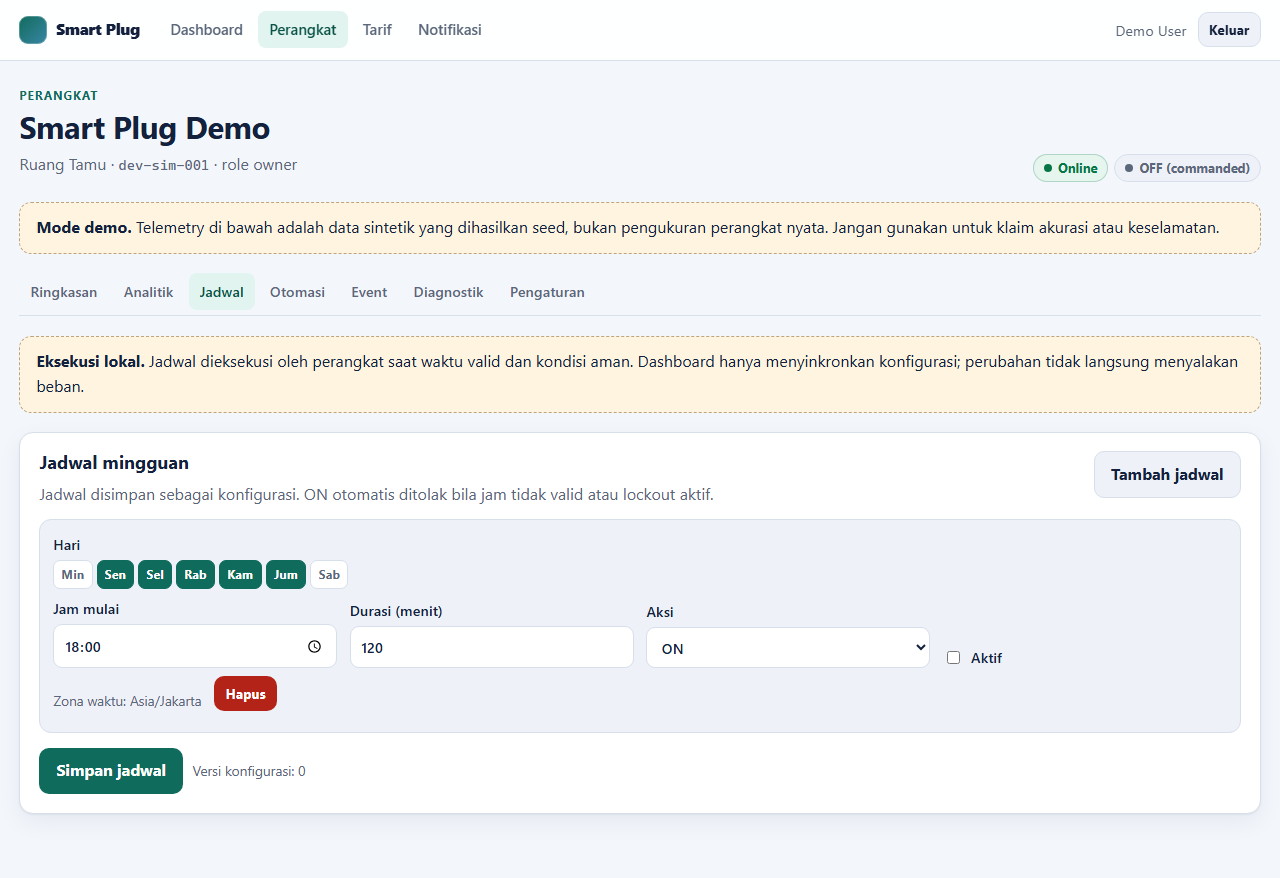 Smart Plug Dashboard Perangkat Tarif Notifikasi Demo User Keluar
PERANGKAT
Smart Plug Demo
Ruang Tamu · dev-sim-001 · role owner
Online OFF (commanded)
Mode demo. Telemetry di bawah adalah data sintetik yang dihasilkan seed, bukan pengukuran perangkat nyata. Jangan gunakan untuk klaim akurasi atau keselamatan.
Ringkasan Analitik Jadwal Otomasi Event Diagnostik Pengaturan
Eksekusi lokal. Jadwal dieksekusi oleh perangkat saat waktu valid dan kondisi aman. Dashboard hanya menyinkronkan konfigurasi; perubahan tidak langsung menyalakan
beban.
Jadwal mingguan
Jadwal disimpan sebagai konfigurasi. ON otomatis ditolak bila jam tidak valid atau lockout aktif.
Tambah jadwal
Hari
Min Sen Sel Rab Kam Jum Sab
Jam mulai Durasi (menit) Aksi
18:00 120 ON Aktif
Zona waktu: Asia/Jakarta Hapus
Simpan jadwal Versi konfigurasi: 0